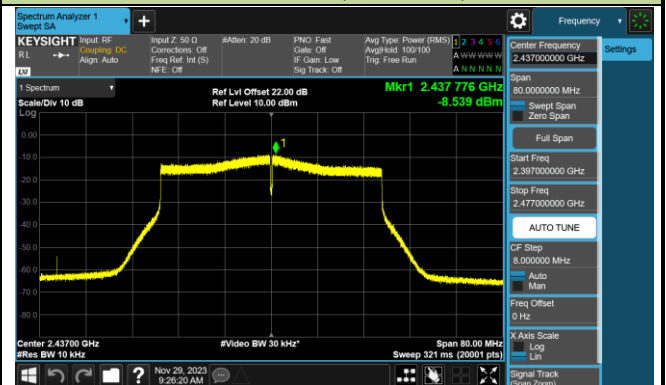 Spectrum Analyzer 1
Swept SA
Frequency
KEYSIGHT
RL
Input: RF
Coupling: DC
Align: Auto
Input Z: 50 Ω
Corrections: Off
Freq Ref: Int (S)
NFE: Off
#Atten: 20 dB
PNO: Fast
Gate: Off
IF Gain: Low
Sig Track: Off
Avg Type: Power (RMS)
Avg|Hold: 100/100
Trig: Free Run
1 2 3 4 5 6
A W W W W W
A N N N N N
LXI
1 Spectrum
Scale/Div 10 dB
Log
Ref Lvl Offset 22.00 dB
Ref Level 10.00 dBm
Mkr1 2.437 776 GHz
-8.539 dBm
1
0.00
-10.0
-20.0
-30.0
-40.0
-50.0
-60.0
-70.0
-80.0
Center 2.43700 GHz
#Res BW 10 kHz
#Video BW 30 kHz*
Span 80.00 MHz
Sweep 321 ms (20001 pts)
Nov 29, 2023
9:26:20 AM
Center Frequency
2.437000000 GHz
Settings
Span
80.0000000 MHz
Swept Span
Zero Span
Full Span
Start Freq
2.397000000 GHz
Stop Freq
2.477000000 GHz
AUTO TUNE
CF Step
8.000000 MHz
Auto
Man
Freq Offset
0 Hz
X Axis Scale
Log
Lin
Signal Track
(Span Zoom)